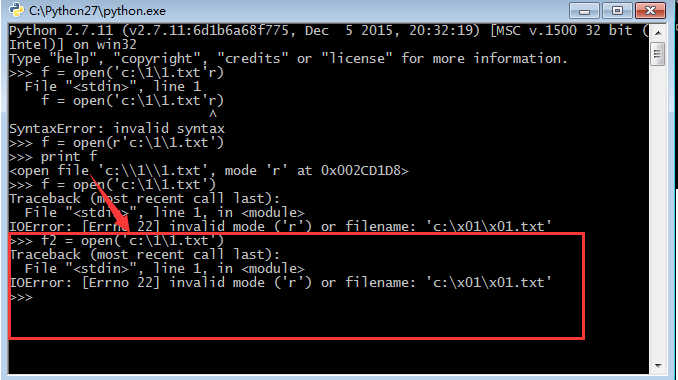 C:\Python27\python.exe
Python 2.7.11 (v2.7.11:6d1b6a68f775, Dec  5 2015, 20:32:19) [MSC v.1500 32 bit (
Intel)] on win32
Type "help", "copyright", "credits" or "license" for more information.
>>> f = open('c:\1\1.txt'r)
  File "<stdin>", line 1
    f = open('c:\1\1.txt'r)
                         ^
SyntaxError: invalid syntax
>>> f = open(r'c:\1\1.txt')
>>> print f
<open file 'c:\\1\\1.txt', mode 'r' at 0x002CD1D8>
>>> f = open('c:\1\1.txt')
Traceback (most recent call last):
  File "<stdin>", line 1, in <module>
IOError: [Errno 22] invalid mode ('r') or filename: 'c:\x01\x01.txt'
>>> f2 = open('c:\1\1.txt')
Traceback (most recent call last):
  File "<stdin>", line 1, in <module>
IOError: [Errno 22] invalid mode ('r') or filename: 'c:\x01\x01.txt'
>>>